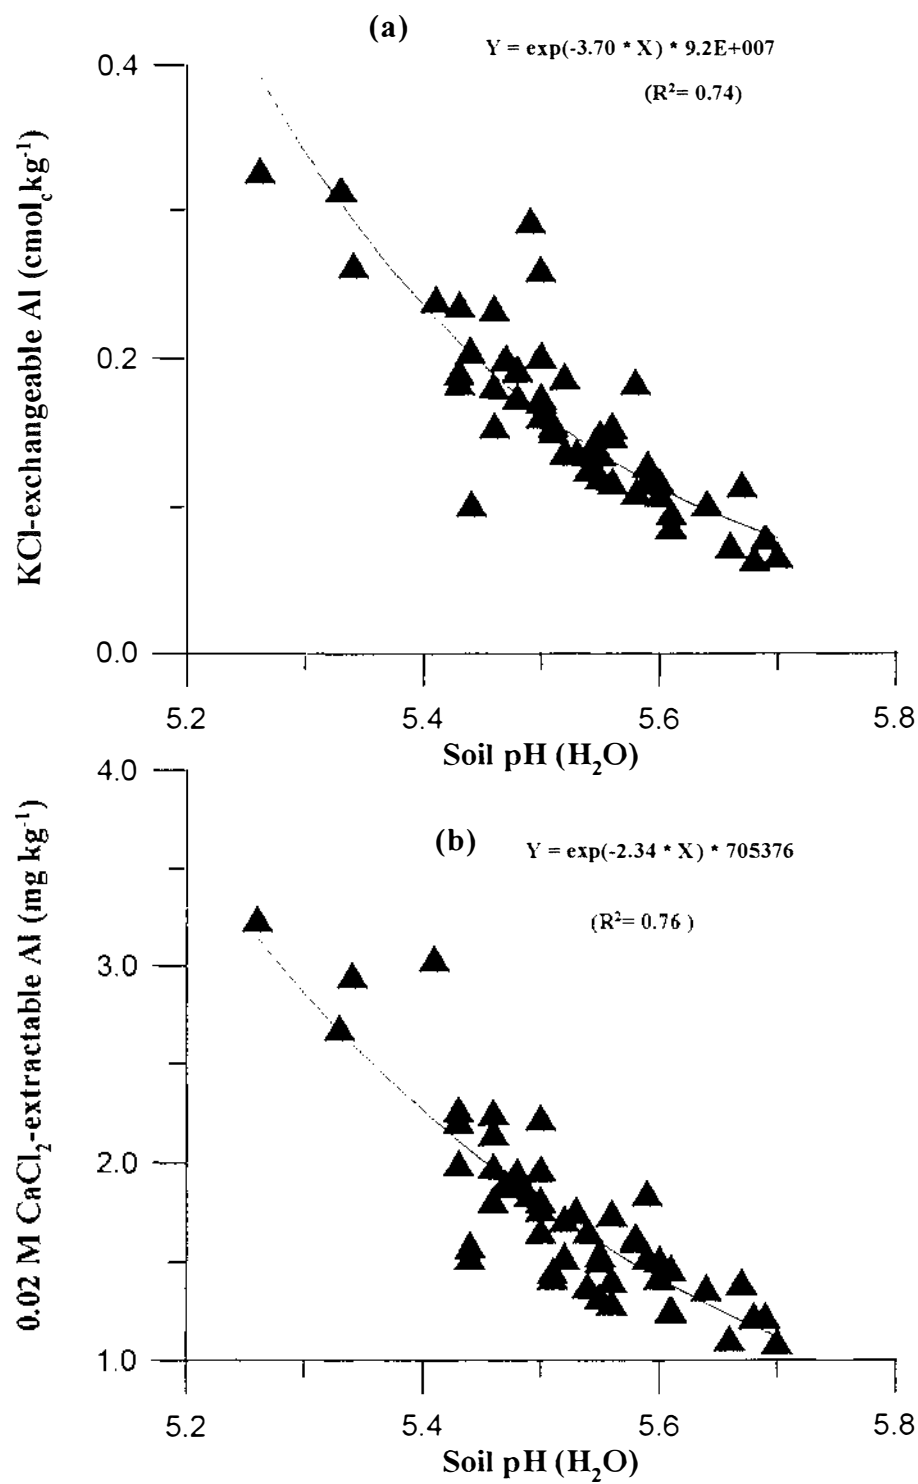 (a)
Y = exp(-3.70 * X) * 9.2E+007
(R²= 0.74)
KCl-exchangeable Al (cmol꜀kg⁻¹)
0.4
0.2
0.0
5.2 5.4 5.6 5.8
Soil pH (H₂O)
(b)
Y = exp(-2.34 * X) * 705376
(R²= 0.76 )
0.02 M CaCl₂-extractable Al (mg kg⁻¹)
4.0
3.0
2.0
1.0
5.2 5.4 5.6 5.8
Soil pH (H₂O)